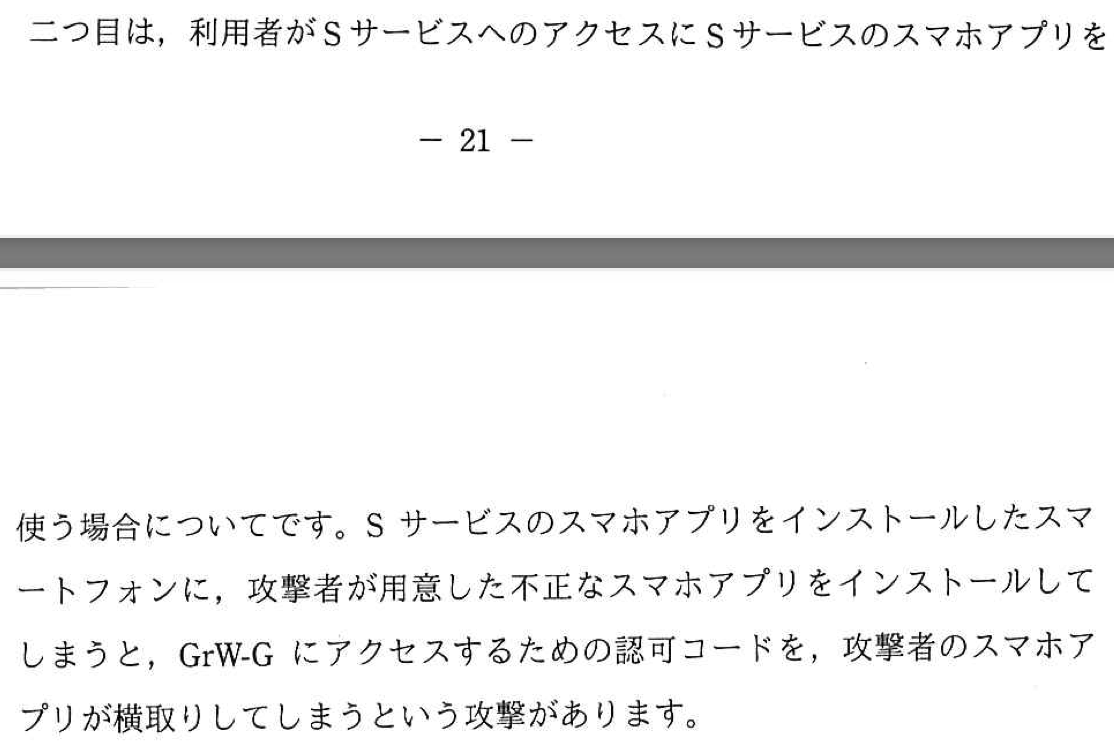 二つ目は，利用者がSサービスへのアクセスにSサービスのスマホアプリを
－ 21 －
使う場合についてです。S サービスのスマホアプリをインストールしたスマ
ートフォンに，攻撃者が用意した不正なスマホアプリをインストールして
しまうと，GrW-G にアクセスするための認可コードを，攻撃者のスマホア
プリが横取りしてしまうという攻撃があります。